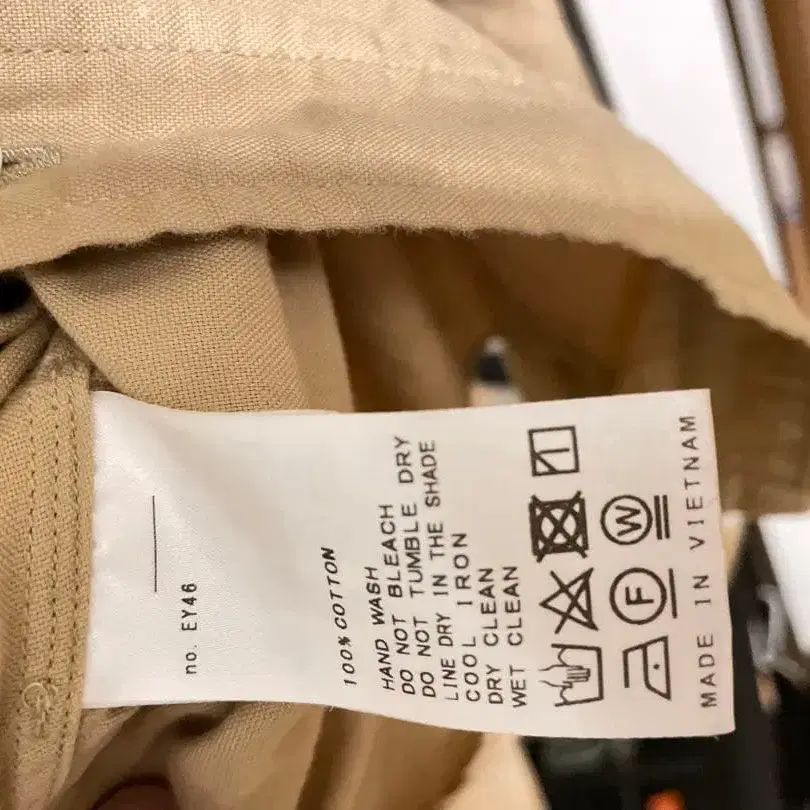 no. EY46
100% COTTON
HAND WASH
DO NOT BLEACH
DO NOT TUMBLE DRY
LINE DRY IN THE SHADE
COOL IRON
DRY CLEAN
WET CLEAN
F W
MADE IN VIETNAM